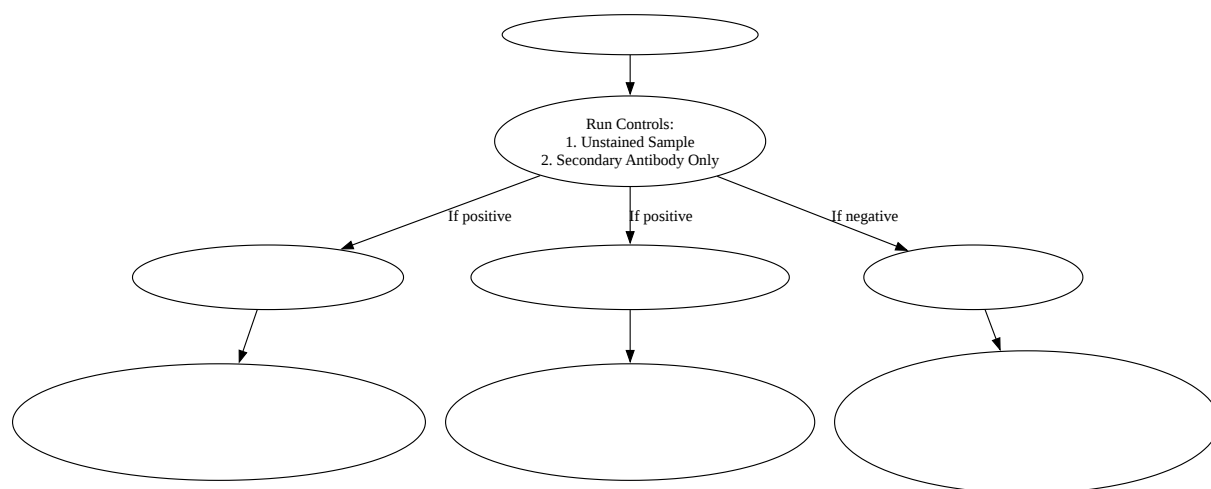 Run Controls:
1. Unstained Sample
2. Secondary Antibody Only
If positive
If positive
If negative